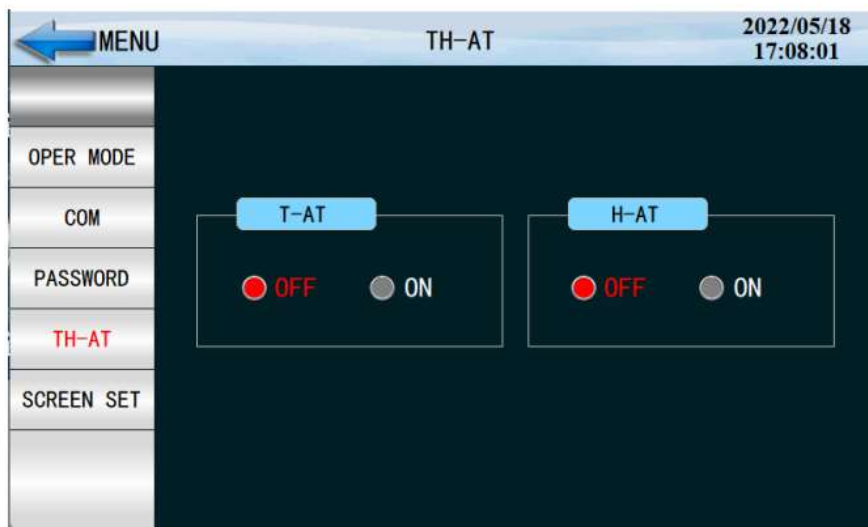 MENU
TH-AT
2022/05/18
17:08:01
OPER MODE
COM
PASSWORD
TH-AT
SCREEN SET
T-AT
OFF
ON
H-AT
OFF
ON